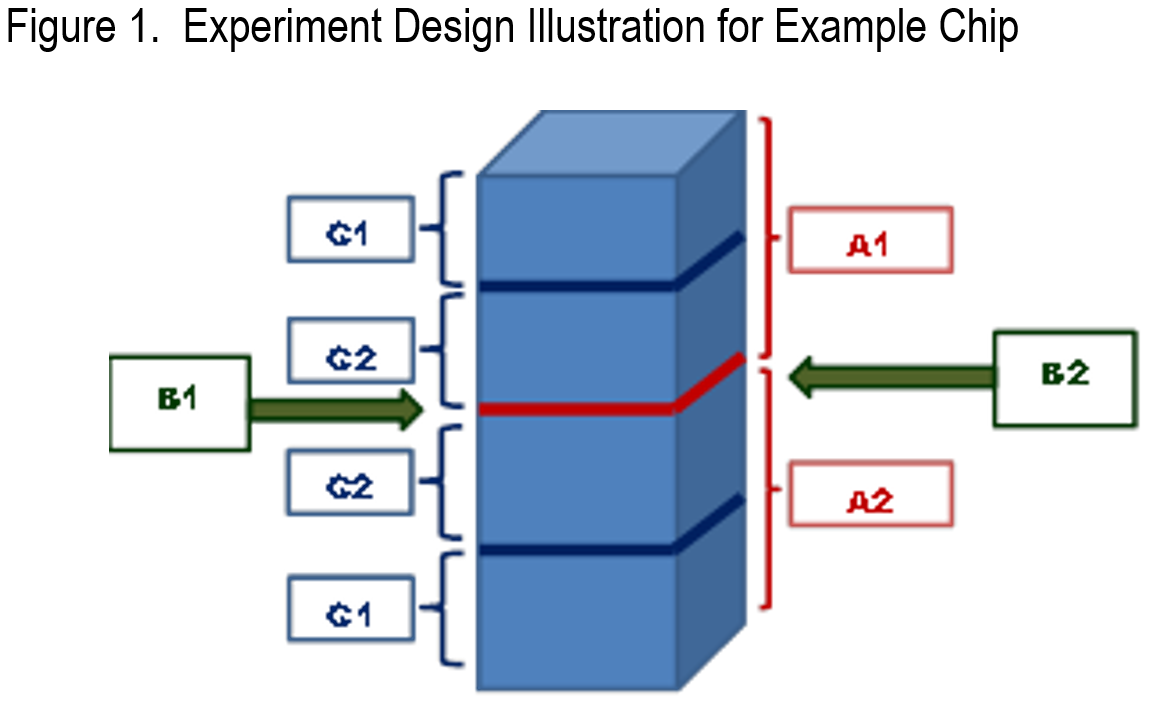 Figure 1. Experiment Design Illustration for Example Chip
C1
A1
C2
B2
B1
C2
A2
C1